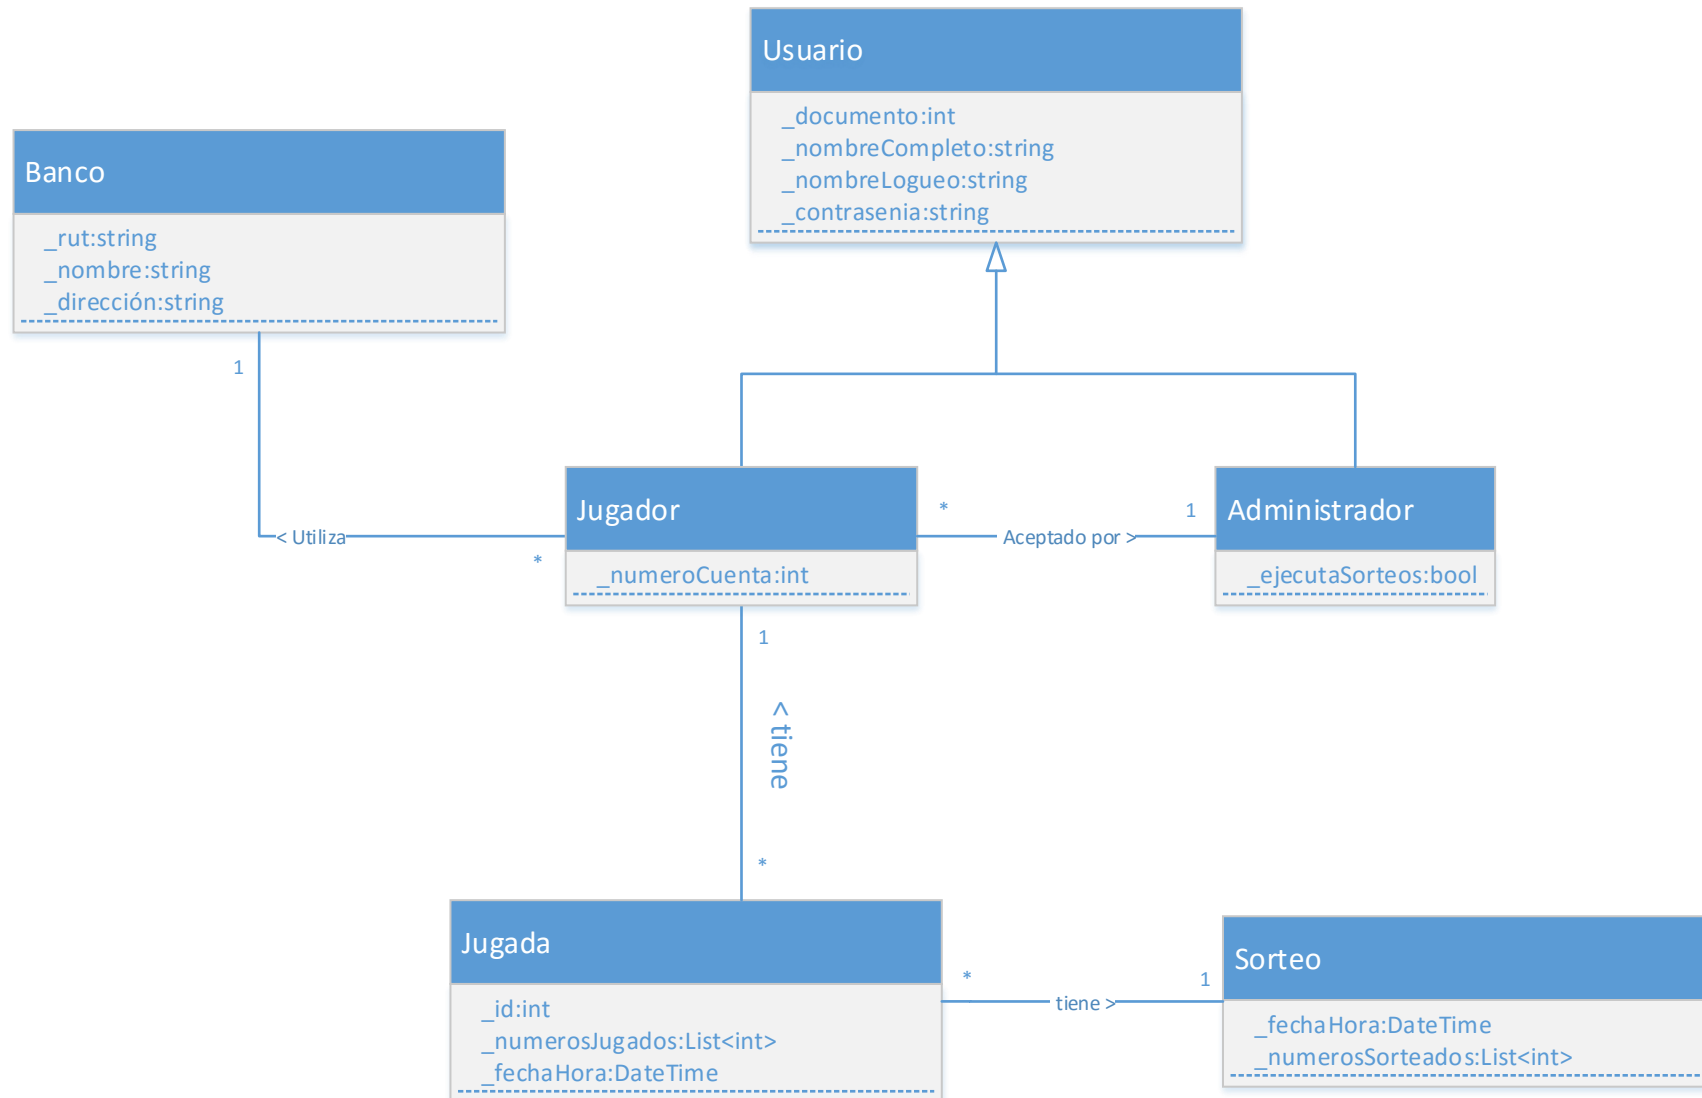 Usuario
_documento:int
_nombreCompleto:string
_nombreLogueo:string
_contrasenia:string
Banco
_rut:string
_nombre:string
_dirección:string
1
< Utiliza
*
Jugador
_numeroCuenta:int
*
Aceptado por >
1
Administrador
_ejecutaSorteos:bool
1
< tiene
*
Jugada
_id:int
_numerosJugados:List<int>
_fechaHora:DateTime
*
tiene >
1
Sorteo
_fechaHora:DateTime
_numerosSorteados:List<int>